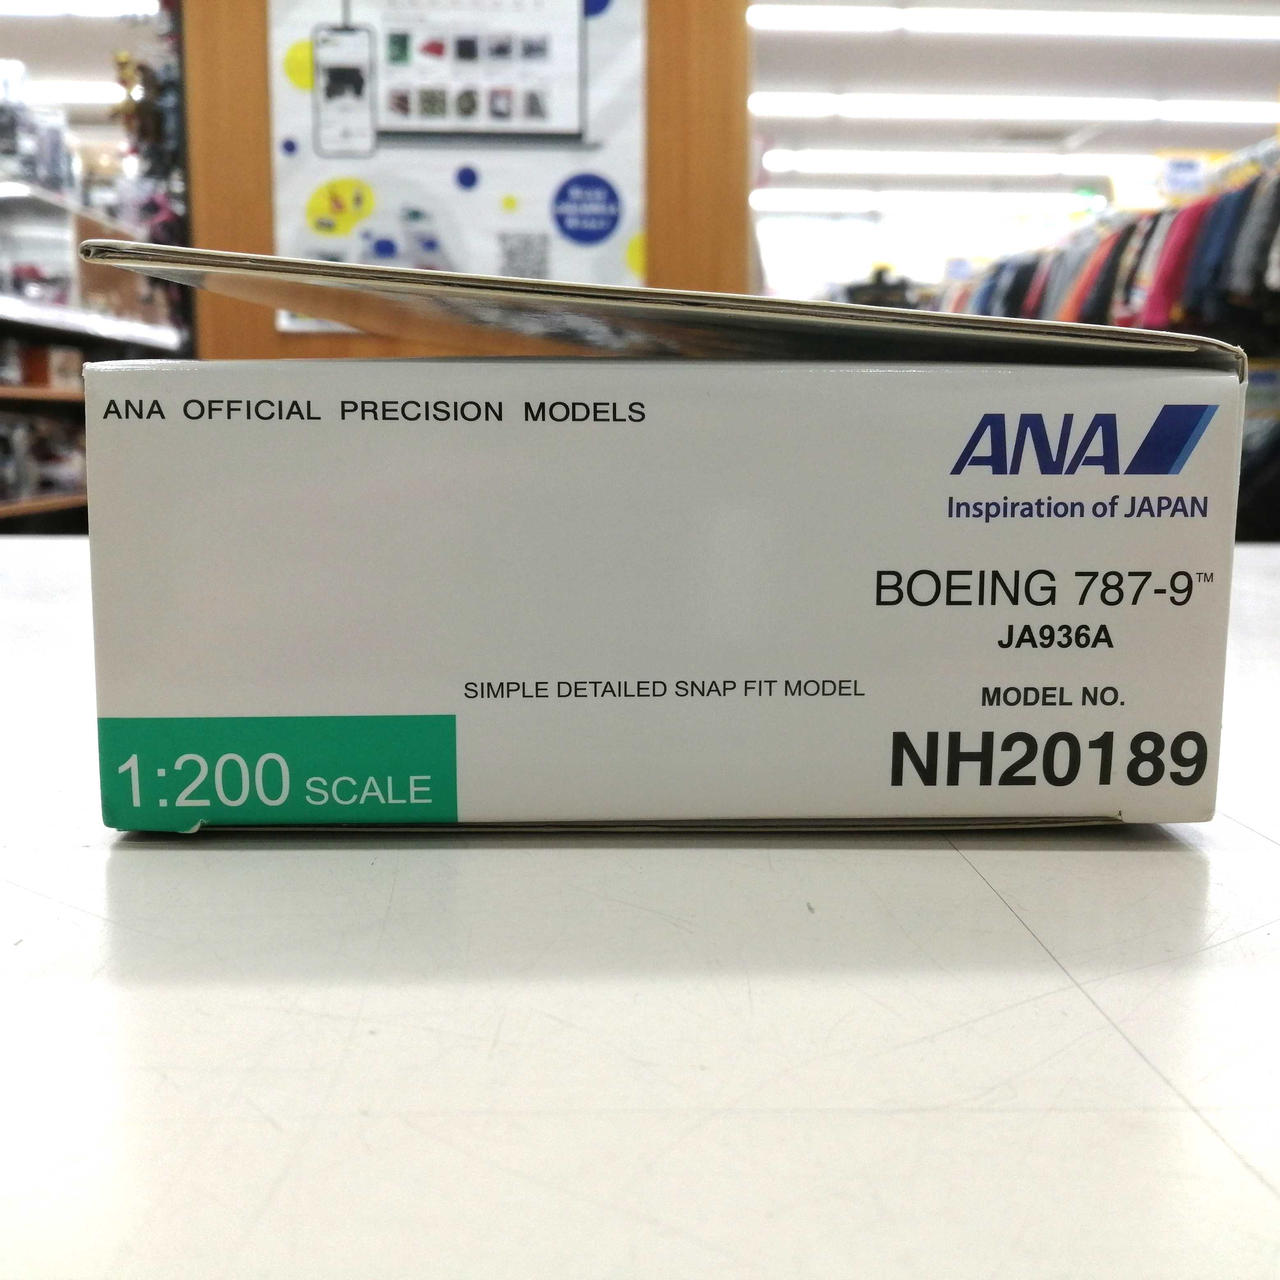 ANA OFFICIAL PRECISION MODELS
ANA
Inspiration of JAPAN
BOEING 787-9™
JA936A
SIMPLE DETAILED SNAP FIT MODEL
MODEL NO.
NH20189
1:200 SCALE